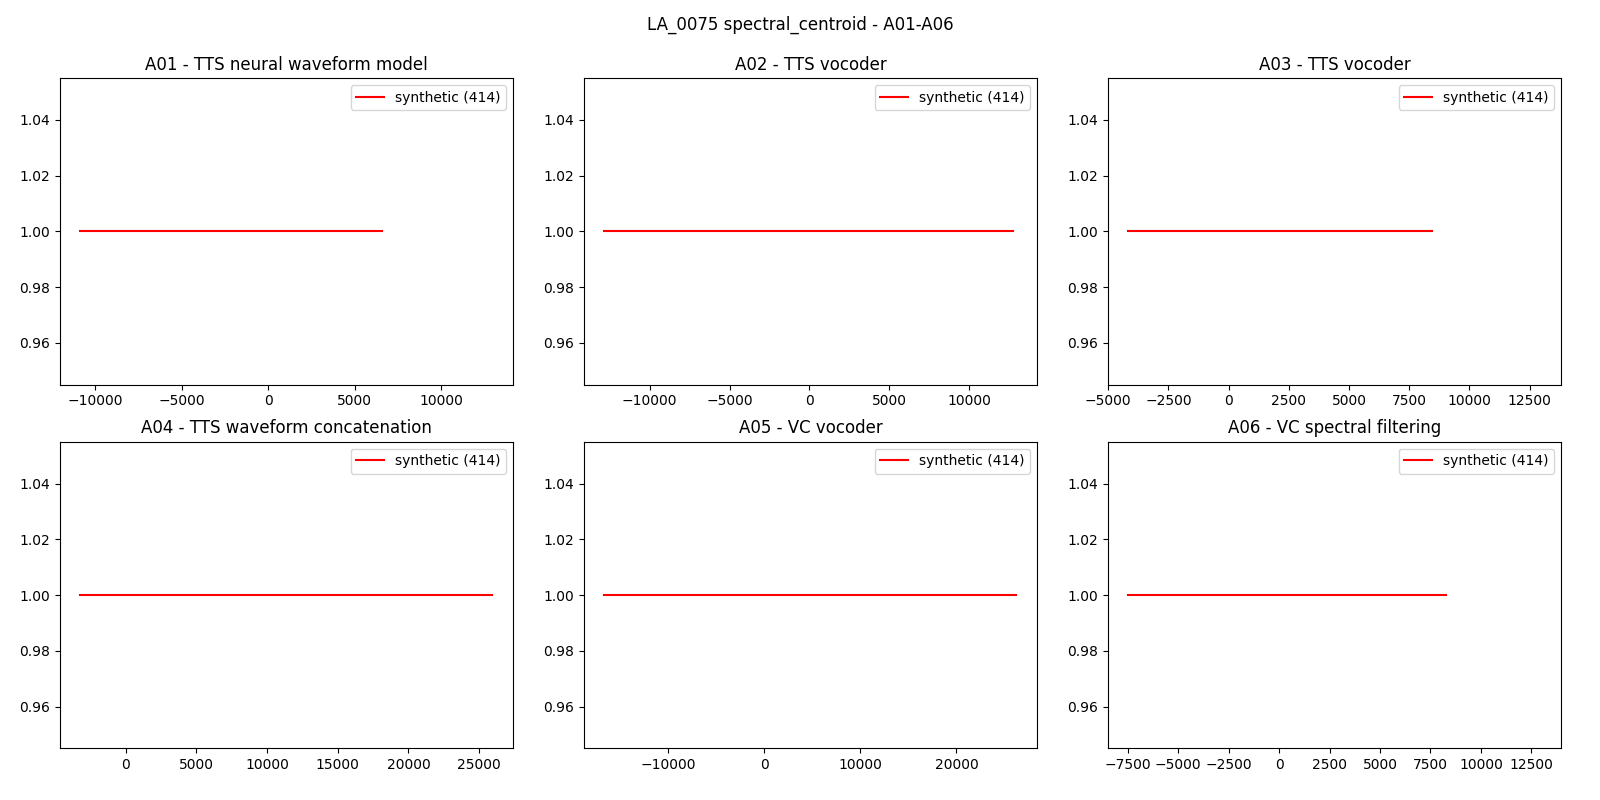 LA_0075 spectral_centroid - A01-A06
A01 - TTS neural waveform model
synthetic (414)
1.04
1.02
1.00
0.98
0.96
−10000 −5000 0 5000 10000
A02 - TTS vocoder
synthetic (414)
1.04
1.02
1.00
0.98
0.96
−10000 −5000 0 5000 10000
A03 - TTS vocoder
synthetic (414)
1.04
1.02
1.00
0.98
0.96
−5000 −2500 0 2500 5000 7500 10000 12500
A04 - TTS waveform concatenation
synthetic (414)
1.04
1.02
1.00
0.98
0.96
0 5000 10000 15000 20000 25000
A05 - VC vocoder
synthetic (414)
1.04
1.02
1.00
0.98
0.96
−10000 0 10000 20000
A06 - VC spectral filtering
synthetic (414)
1.04
1.02
1.00
0.98
0.96
−7500 −5000 −2500 0 2500 5000 7500 10000 12500